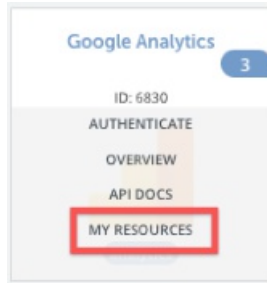 Google Analytics
3
ID: 6830
AUTHENTICATE
OVERVIEW
API DOCS
MY RESOURCES